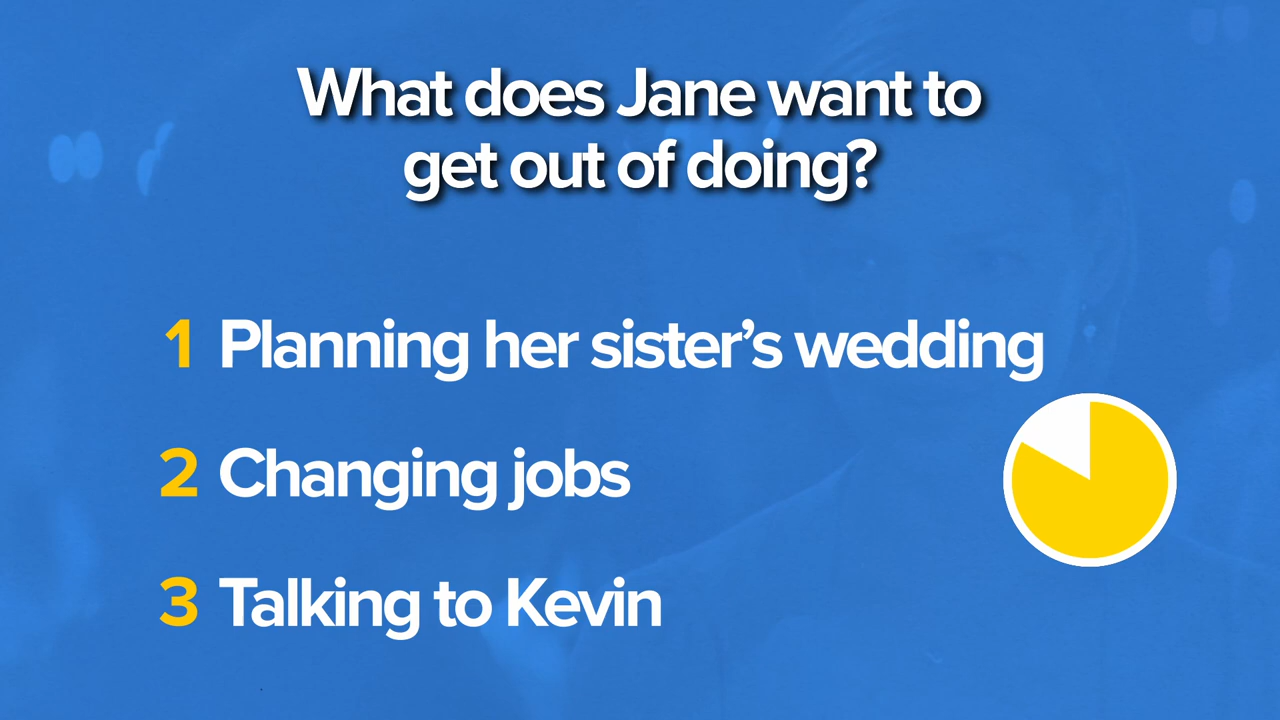 What does Jane want to
get out of doing?
1 Planning her sister’s wedding
2 Changing jobs
3 Talking to Kevin